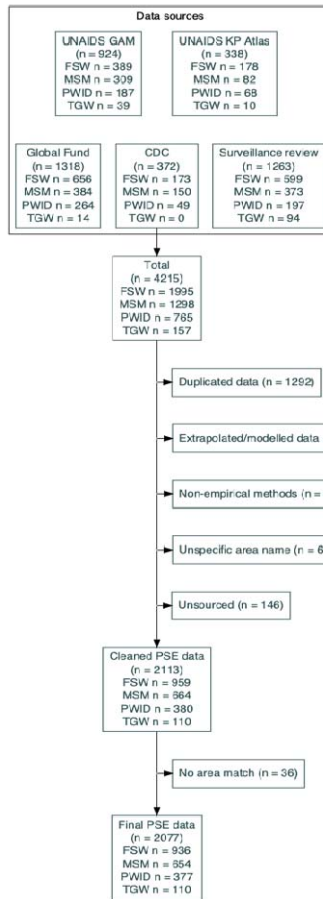 Data sources
UNAIDS GAM
(n = 924)
FSW n = 389
MSM n = 309
PWID n = 187
TGW n = 39
UNAIDS KP Atlas
(n = 338)
FSW n = 178
MSM n = 82
PWID n = 68
TGW n = 10
Global Fund
(n = 1318)
FSW n = 656
MSM n = 384
PWID n = 264
TGW n = 14
CDC
(n = 372)
FSW n = 173
MSM n = 150
PWID n = 49
TGW n = 0
Surveillance review
(n = 1263)
FSW n = 599
MSM n = 373
PWID n = 197
TGW n = 94
Total
(n = 4215)
FSW n = 1995
MSM n = 1298
PWID n = 765
TGW n = 157
Duplicated data (n = 1292)
Extrapolated/modelled data
Non-empirical methods (n =
Unspecific area name (n = 6
Unsourced (n = 146)
Cleaned PSE data
(n = 2113)
FSW n = 959
MSM n = 664
PWID n = 380
TGW n = 110
No area match (n = 36)
Final PSE data
(n = 2077)
FSW n = 936
MSM n = 654
PWID n = 377
TGW n = 110